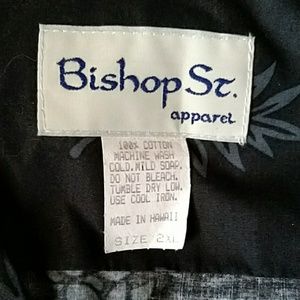 Bishop St.
apparel
100% COTTON
MACHINE WASH
COLD. MILD SOAP.
DO NOT BLEACH.
TUMBLE DRY LOW.
USE COOL IRON.
MADE IN HAWAII
SIZE 2XL